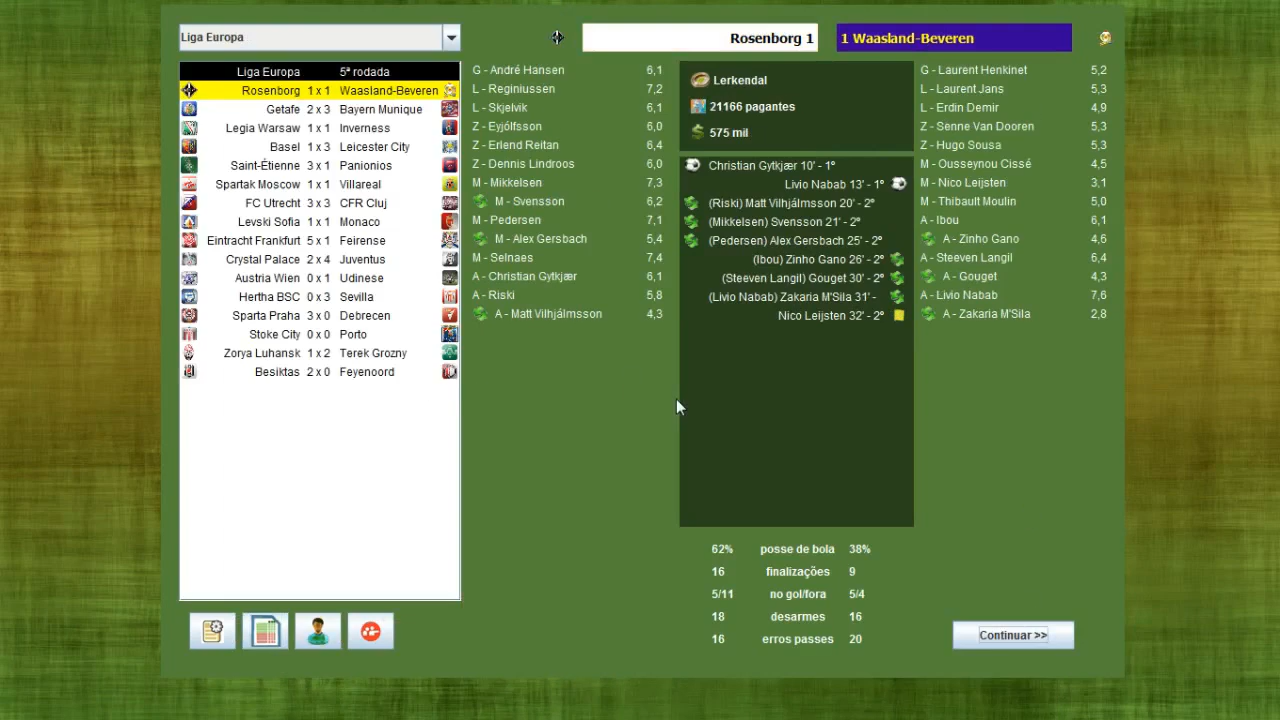 Liga Europa
Rosenborg 1
1 Waasland-Beveren
Liga Europa 5ª rodada
Rosenborg 1 x 1 Waasland-Beveren
Getafe 2 x 3 Bayern Munique
Legia Warsaw 1 x 1 Inverness
Basel 1 x 3 Leicester City
Saint-Étienne 3 x 1 Panionios
Spartak Moscow 1 x 1 Villareal
FC Utrecht 3 x 3 CFR Cluj
Levski Sofia 1 x 1 Monaco
Eintracht Frankfurt 5 x 1 Feirense
Crystal Palace 2 x 4 Juventus
Austria Wien 0 x 1 Udinese
Hertha BSC 0 x 3 Sevilla
Sparta Praha 3 x 0 Debrecen
Stoke City 0 x 0 Porto
Zorya Luhansk 1 x 2 Terek Grozny
Besiktas 2 x 0 Feyenoord
G - André Hansen 6,1
L - Reginiussen 7,2
L - Skjelvik 6,1
Z - Eyjólfsson 6,0
Z - Erlend Reitan 6,4
Z - Dennis Lindroos 6,0
M - Mikkelsen 7,3
M - Svensson 6,2
M - Pedersen 7,1
M - Alex Gersbach 5,4
M - Selnaes 7,4
A - Christian Gytkjær 6,1
A - Riski 5,8
A - Matt Vilhjálmsson 4,3
Lerkendal
21166 pagantes
575 mil
Christian Gytkjær 10' - 1º
Livio Nabab 13' - 1º
(Riski) Matt Vilhjálmsson 20' - 2º
(Mikkelsen) Svensson 21' - 2º
(Pedersen) Alex Gersbach 25' - 2º
(Ibou) Zinho Gano 26' - 2º
(Steeven Langil) Gouget 30' - 2º
(Livio Nabab) Zakaria M'Sila 31' -
Nico Leijsten 32' - 2º
62% posse de bola 38%
16 finalizações 9
5/11 no gol/fora 5/4
18 desarmes 16
16 erros passes 20
G - Laurent Henkinet 5,2
L - Laurent Jans 5,3
L - Erdin Demir 4,9
Z - Senne Van Dooren 5,3
Z - Hugo Sousa 5,3
M - Ousseynou Cissé 4,5
M - Nico Leijsten 3,1
M - Thibault Moulin 5,0
A - Ibou 6,1
A - Zinho Gano 4,6
A - Steeven Langil 6,4
A - Gouget 4,3
A - Livio Nabab 7,6
A - Zakaria M'Sila 2,8
Continuar >>